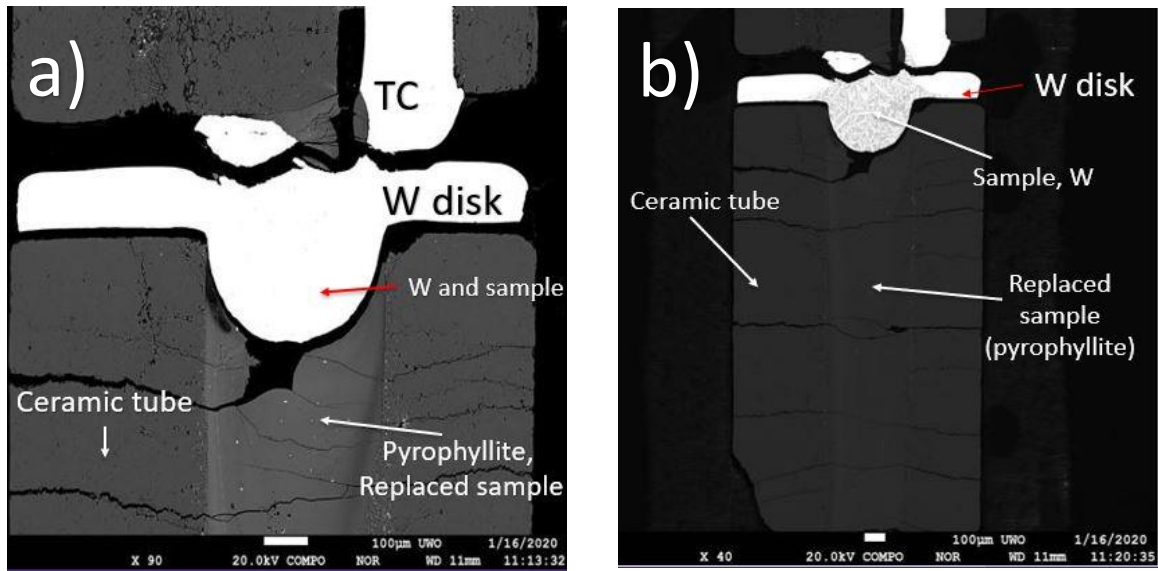 a)
TC
W disk
W and sample
Ceramic tube
Pyrophyllite,
Replaced sample
100µm UWO 1/16/2020
X 90 20.0kV COMPO NOR WD 11mm 11:13:32
b)
W disk
Sample, W
Ceramic tube
Replaced
sample
(pyrophyllite)
100µm UWO 1/16/2020
X 40 20.0kV COMPO NOR WD 11mm 11:20:35